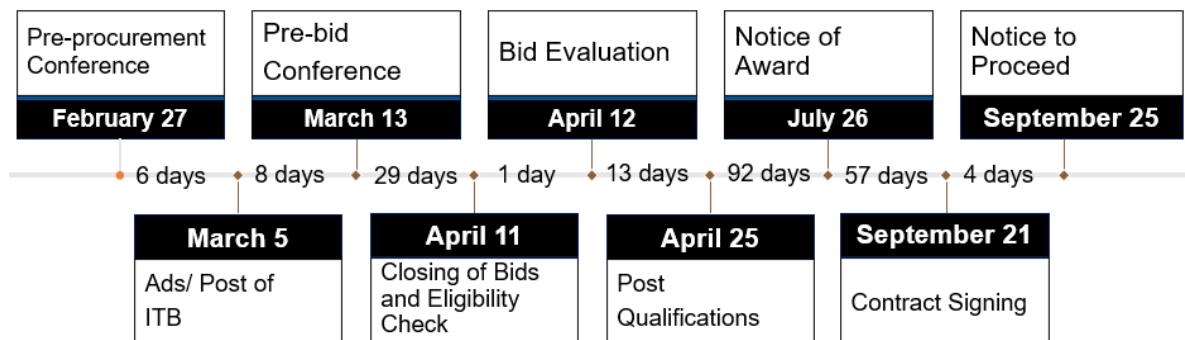 Pre-procurement
Conference
February 27
Pre-bid
Conference
March 13
Bid Evaluation
April 12
Notice of
Award
July 26
Notice to
Proceed
September 25
6 days
8 days
29 days
1 day
13 days
92 days
57 days
4 days
March 5
Ads/ Post of
ITB
April 11
Closing of Bids
and Eligibility
Check
April 25
Post
Qualifications
September 21
Contract Signing